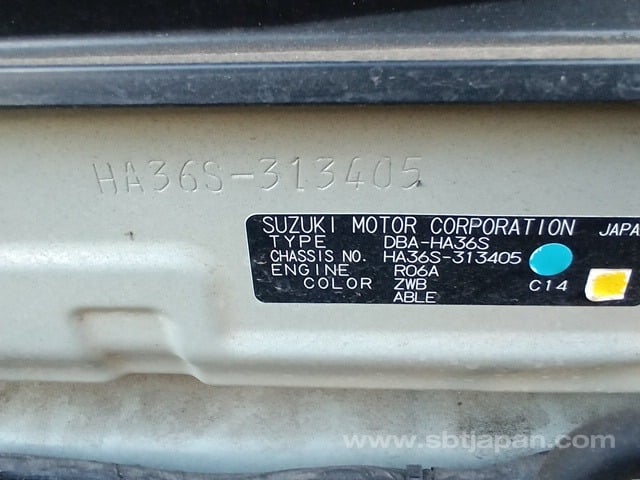 HA36S-313405
SUZUKI MOTOR CORPORATION JAPA
TYPE DBA-HA36S
CHASSIS NO. HA36S-313405
ENGINE R06A
COLOR ZWB C14
ABLE
www.sbtjapan.com